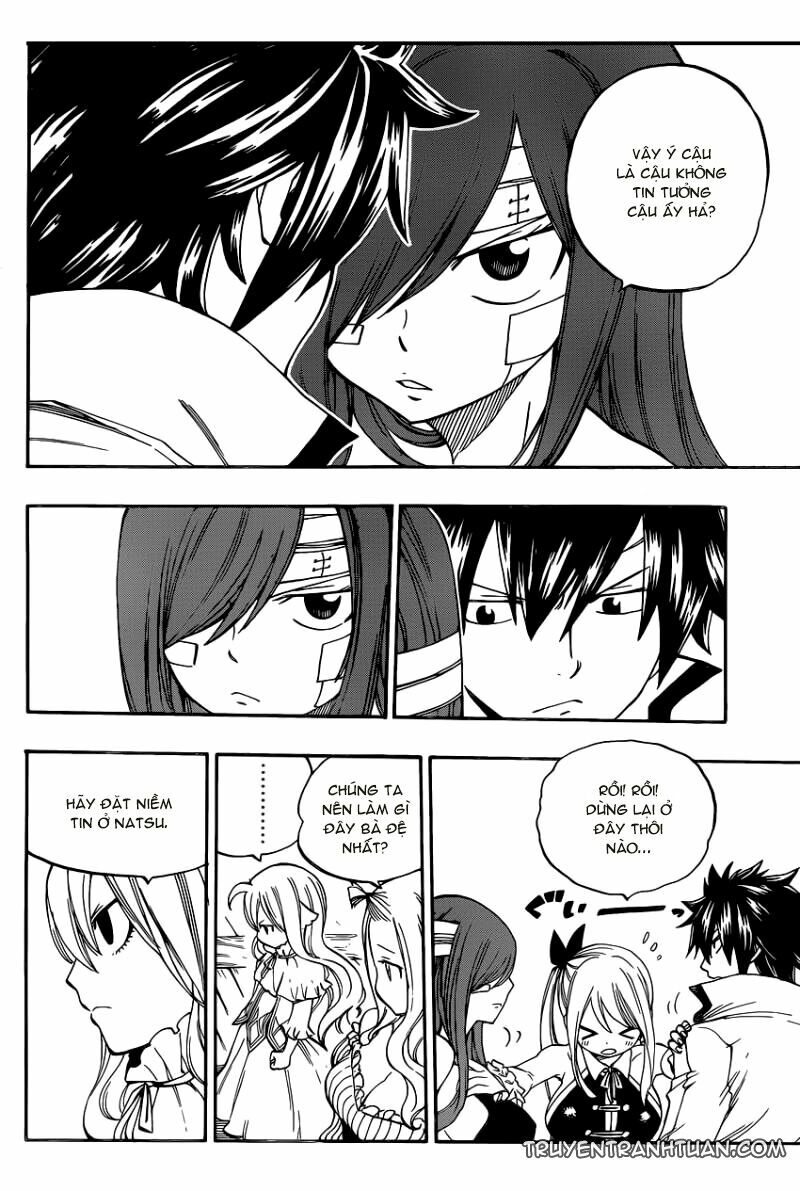 VẬY Ý CẬU
LÀ CẬU KHÔNG
TIN TƯỞNG
CẬU ẤY HẢ?
RỒI! RỒI!
DỪNG LẠI Ở
ĐÂY THÔI
NÀO...
CHÚNG TA
NÊN LÀM GÌ
ĐÂY BÀ ĐỆ
NHẤT?
.........
HÃY ĐẶT NIỀM
TIN Ở NATSU.
TRUYENTRANHTUAN.COM